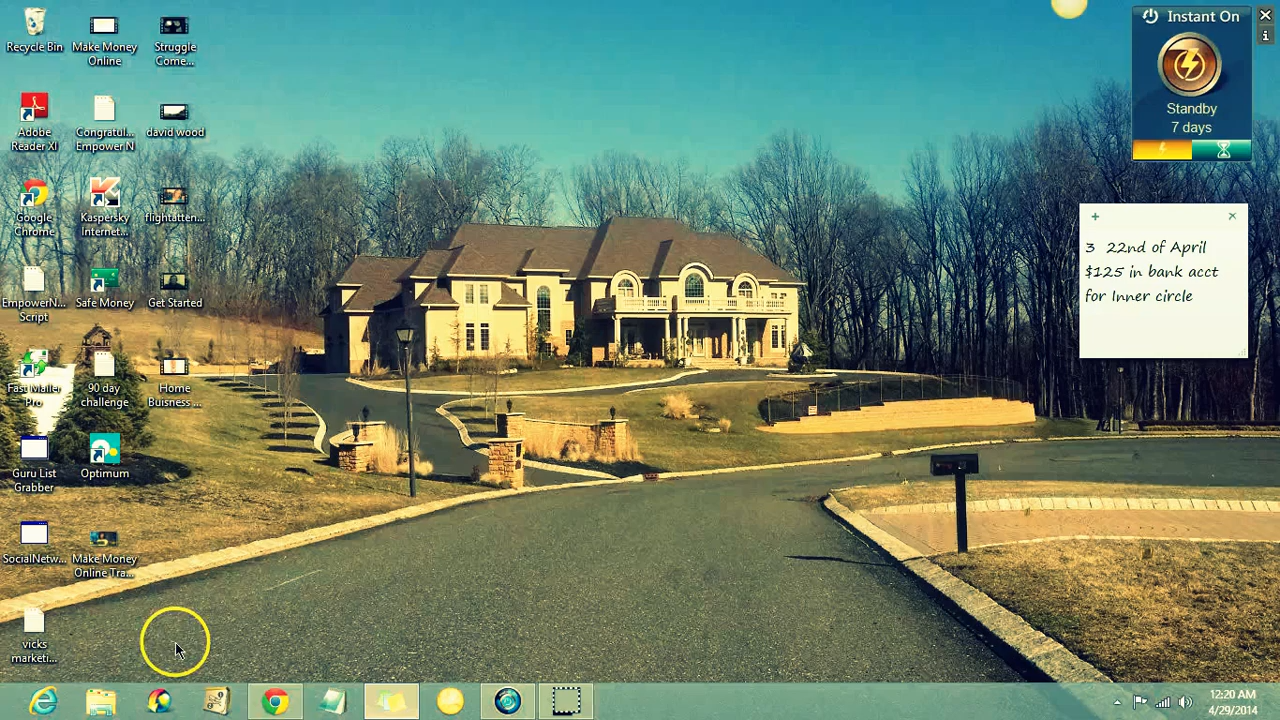 Recycle Bin
Make Money
Online
Struggle
Come...
Adobe
Reader XI
Congratul...
Empower N
david wood
Google
Chrome
Kaspersky
Internet...
flightatten...
EmpowerN...
Script
Safe Money
Get Started
Fast Mailer
Pro
90 day
challenge
Home
Buisness ...
Guru List
Grabber
Optimum
SocialNetw...
Make Money
Online Tra...
vicks
marketi...
Instant On
Standby
7 days
3 22nd of April
$125 in bank acct
for Inner circle
12:20 AM
4/29/2014